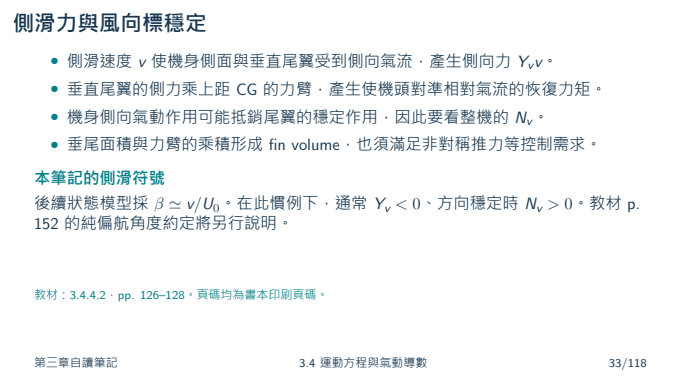 側滑力與風向標穩定
• 側滑速度 v 使機身側面與垂直尾翼受到側向氣流，產生側向力 Yᵥv。
• 垂直尾翼的側力乘上距 CG 的力臂，產生使機頭對準相對氣流的恢復力矩。
• 機身側向氣動作用可能抵銷尾翼的穩定作用，因此要看整機的 Nᵥ。
• 垂尾面積與力臂的乘積形成 fin volume，也須滿足非對稱推力等控制需求。
本筆記的側滑符號
後續狀態模型採 β ≃ v/U₀。在此慣例下，通常 Yᵥ < 0、方向穩定時 Nᵥ > 0。教材 p.
152 的純偏航角度約定將另行說明。
教材：3.4.4.2，pp. 126–128。頁碼均為書本印刷頁碼。
第三章自讀筆記 3.4 運動方程與氣動導數 33/118